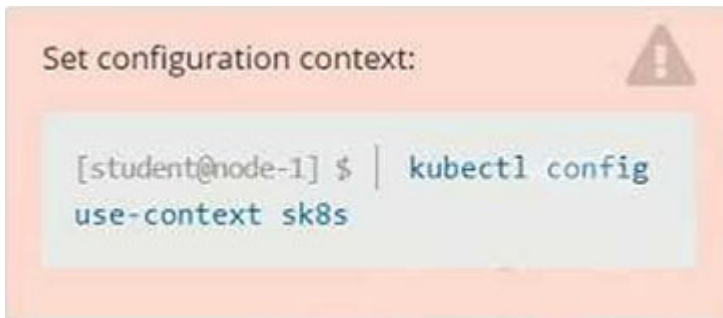 Set configuration context:
[student@node-1] $ | kubectl config
use-context sk8s